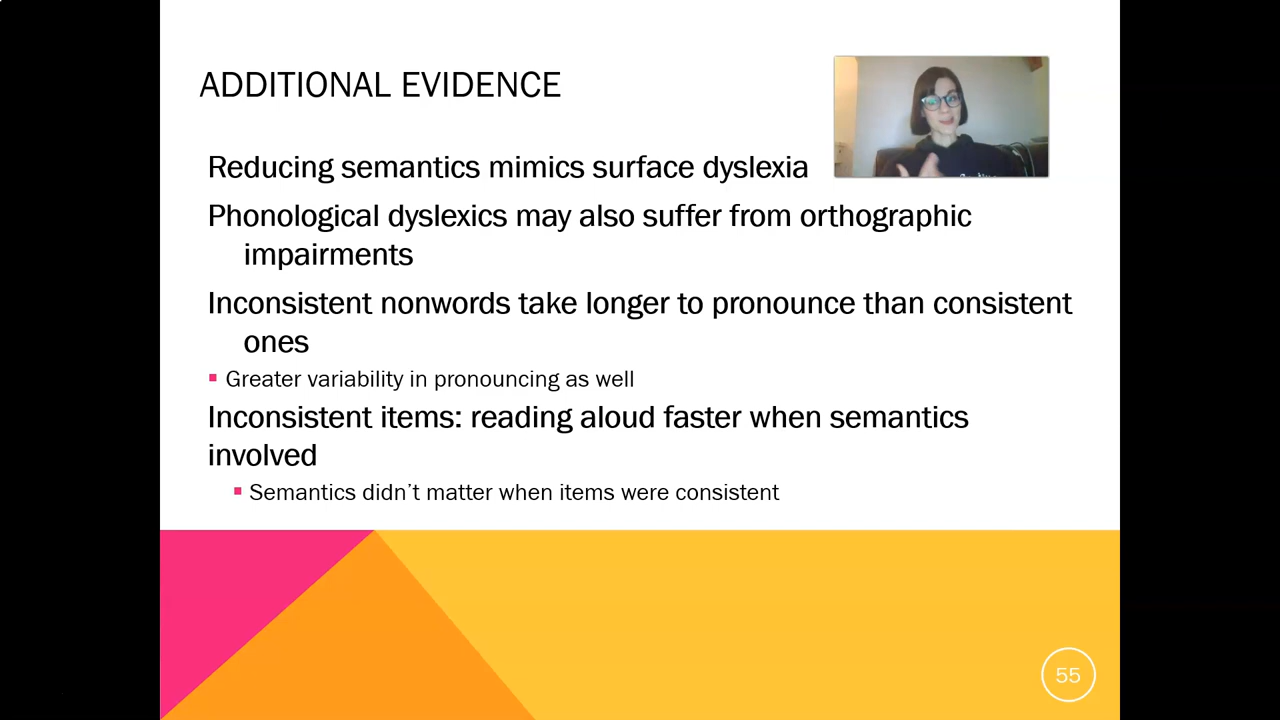 ADDITIONAL EVIDENCE
Reducing semantics mimics surface dyslexia
Phonological dyslexics may also suffer from orthographic
impairments
Inconsistent nonwords take longer to pronounce than consistent
ones
Greater variability in pronouncing as well
Inconsistent items: reading aloud faster when semantics
involved
Semantics didn’t matter when items were consistent
55